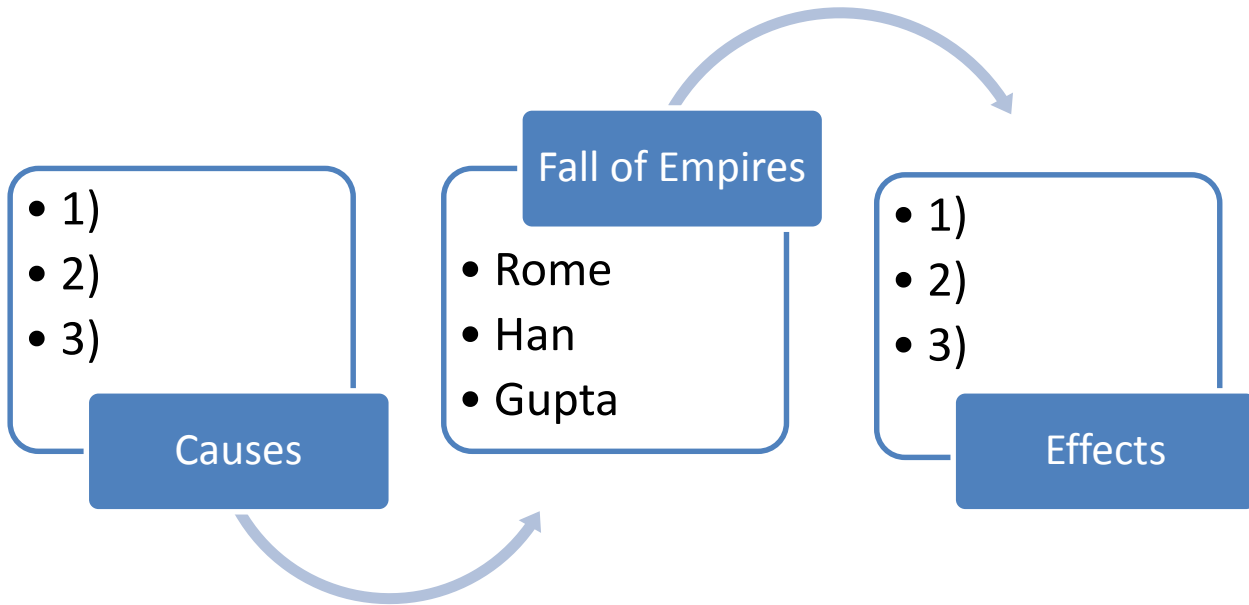 • 1)
• 2)
• 3)
Causes
Fall of Empires
• Rome
• Han
• Gupta
• 1)
• 2)
• 3)
Effects